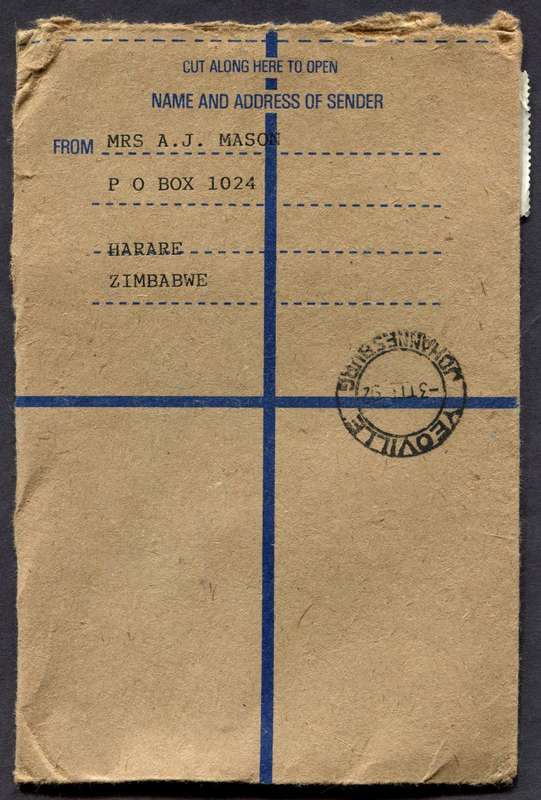 CUT ALONG HERE TO OPEN
NAME AND ADDRESS OF SENDER
FROM MRS A.J. MASON
P O BOX 1024
HARARE
ZIMBABWE
JOHANNESBURG
YEOVILLE